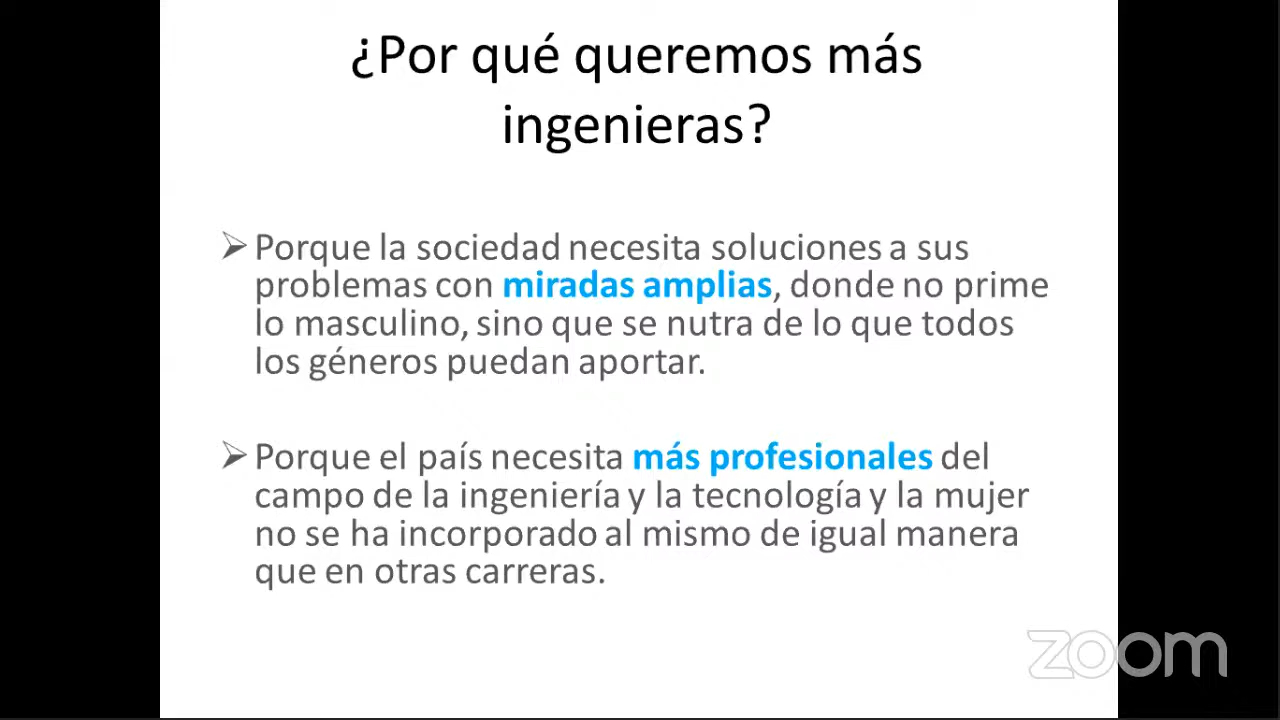 ¿Por qué queremos más
ingenieras?
Porque la sociedad necesita soluciones a sus
problemas con miradas amplias, donde no prime
lo masculino, sino que se nutra de lo que todos
los géneros puedan aportar.
Porque el país necesita más profesionales del
campo de la ingeniería y la tecnología y la mujer
no se ha incorporado al mismo de igual manera
que en otras carreras.
zoom